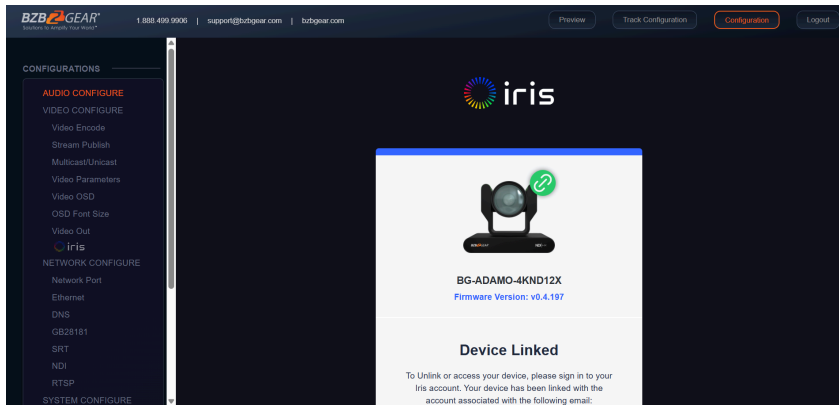 BZB GEAR®
Solutions to Amplify Your World™
1.888.499.9906 | support@bzbgear.com | bzbgear.com
Preview
Track Configuration
Configuration
Logout
CONFIGURATIONS
AUDIO CONFIGURE
VIDEO CONFIGURE
Video Encode
Stream Publish
Multicast/Unicast
Video Parameters
Video OSD
OSD Font Size
Video Out
iris
NETWORK CONFIGURE
Network Port
Ethernet
DNS
GB28181
SRT
NDI
RTSP
SYSTEM CONFIGURE
iris
BG-ADAMO-4KND12X
Firmware Version: v0.4.197
Device Linked
To Unlink or access your device, please sign in to your
Iris account. Your device has been linked with the
account associated with the following email: